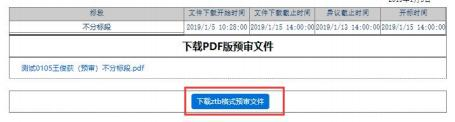 标段 文件下载开始时间 文件下载截止时间 异议截止时间 开标时间
不分标段 2019/1/5 10:28:00 2019/1/15 14:00:00 2019/1/13 14:00:00 2019/1/15 14:00:00
下载PDF版预审文件
测试0105王俊荻（预审）不分标段.pdf
下载ztb格式预审文件